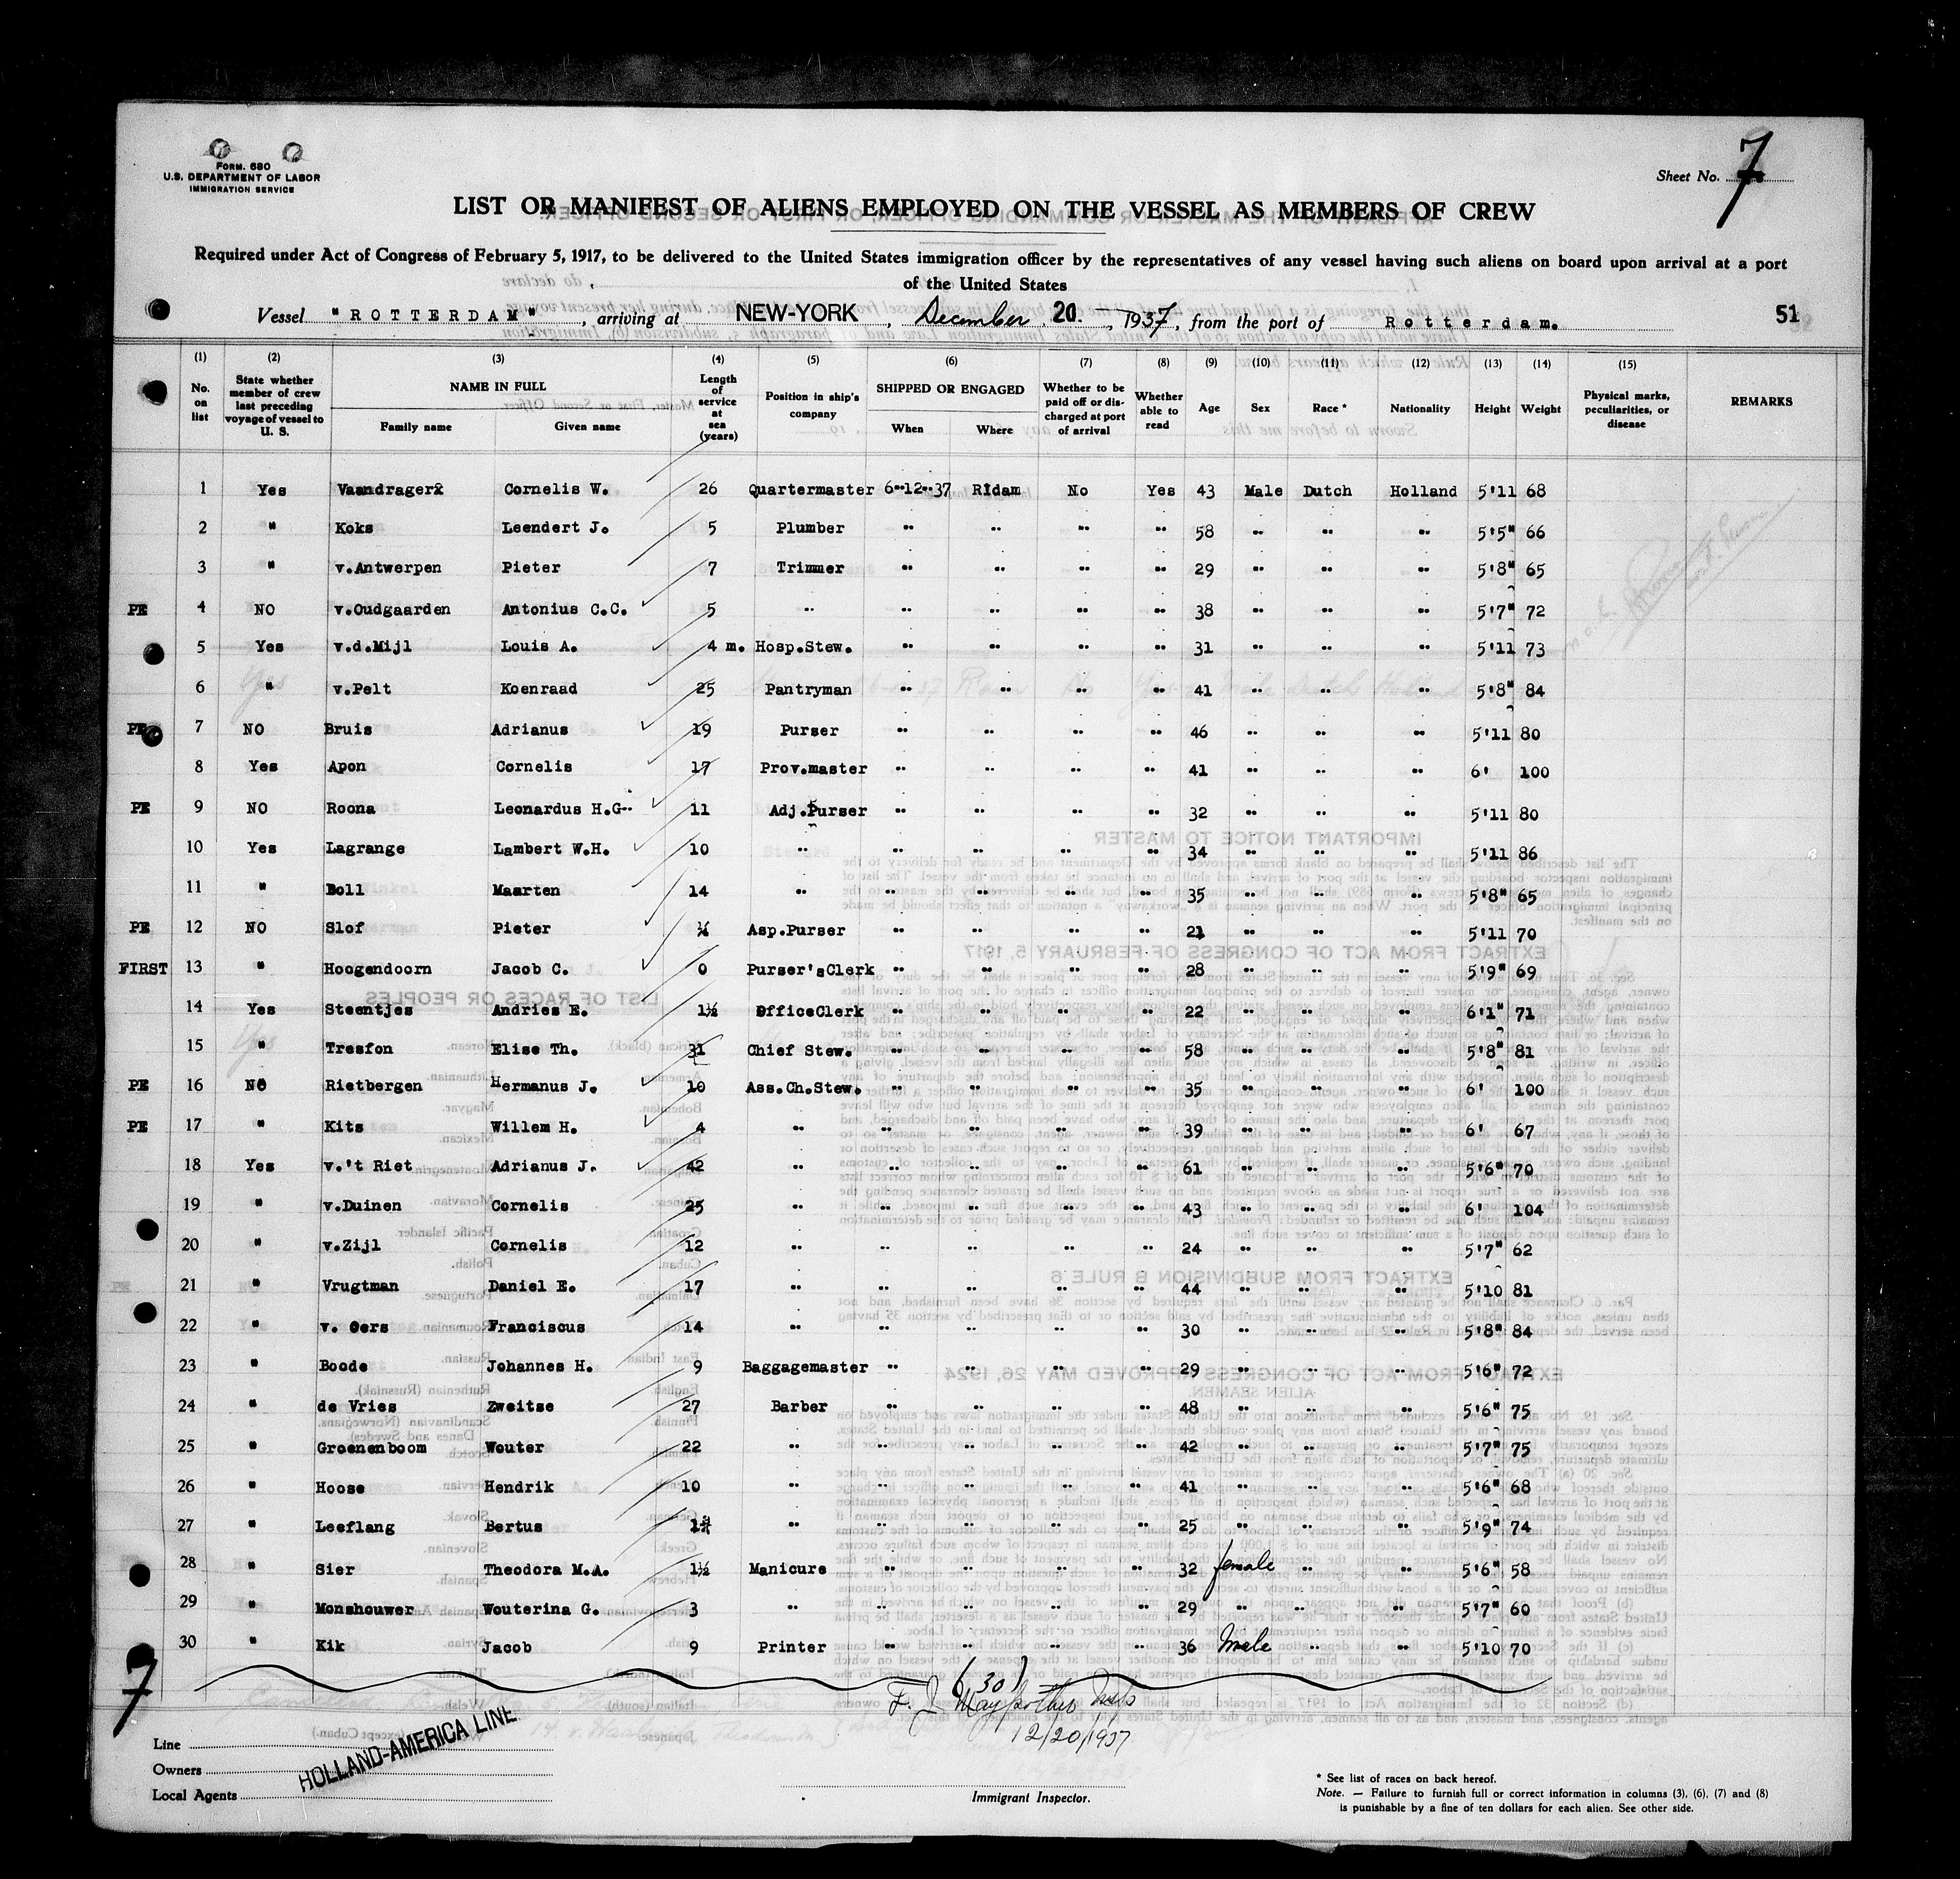 FORM. 680
U.S. DEPARTMENT OF LABOR
IMMIGRATION SERVICE
Sheet No. 7
LIST OR MANIFEST OF ALIENS EMPLOYED ON THE VESSEL AS MEMBERS OF CREW
Required under Act of Congress of February 5, 1917, to be delivered to the United States immigration officer by the representatives of any vessel having such aliens on board upon arrival at a port
of the United States
Vessel "ROTTERDAM", arriving at NEW-YORK, December 20., 1937, from the port of Rotterdam. 51
(1) (2) (3) (4) (5) (6) (7) (8) (9) (10) (11) (12) (13) (14) (15)
No. on list State whether member of crew last preceding voyage of vessel to U. S. NAME IN FULL Family name Given name Length of service at sea (years) Position in ship's company SHIPPED OR ENGAGED When Where Whether to be paid off or discharged at port of arrival Whether able to read Age Sex Race * Nationality Height Weight Physical marks, peculiarities, or disease REMARKS
1 Yes Vaandrager Cornelis W. 26 Quartermaster 6-12-37 R'dam No Yes 43 Male Dutch Holland 5'11 68
2 " Koks Leendert J. 5 Plumber " " " " 58 " " " 5'5" 66
3 " v.Antwerpen Pieter 7 Trimmer " " " " 29 " " " 5'8" 65
PE 4 NO v.Oudgaarden Antonius C.C. 5 " " " " " 38 " " " 5'7" 72
5 Yes v.d.Mijl Louis A. 4 m. Hosp.Stew. " " " " 31 " " " 5'11 73
6 " v.Pelt Koenraad 25 Pantryman " " " " 41 " " " 5'8" 84
PE 7 NO Bruis Adrianus 19 Purser " " " " 46 " " " 5'11 80
8 Yes Apon Cornelis 17 Prov.master " " " " 41 " " " 6' 100
PE 9 NO Roona Leonardus H.G. 11 Adj.Purser " " " " 32 " " " 5'11 80
10 Yes Lagrange Lambert W.H. 10 " " " " " 34 " " " 5'11 86
11 " Boll Maarten 14 " " " " " 35 " " " 5'8" 65
PE 12 NO Slof Pieter Asp.Purser " " " " 21 " " " 5'11 70
FIRST 13 " Hoogendoorn Jacob C. 0 Purser'sClerk " " " " 28 " " " 5'9" 69
14 Yes Steentjes Andries E. 1½ OfficeClerk " " " " 22 " " " 6'1" 71
15 " Tresfon Elise Th. 31 Chief Stew. " " " " 58 " " " 5'8" 81
PE 16 NO Rietbergen Hermanus J. 10 Ass.Ch.Stew. " " " " 35 " " " 6' 100
PE 17 " Kits Willem H. 4 " " " " " 39 " " " 6' 67
18 Yes v.'t Riet Adrianus J. 42 " " " " " 61 " " " 5'6" 70
19 " v.Duinen Cornelis 25 " " " " " 43 " " " 6' 104
20 " v.Zijl Cornelis 12 " " " " " 24 " " " 5'7" 62
21 " Vrugtman Daniel E. 17 " " " " " 44 " " " 5'10 81
22 " v. Oers Franciscus 14 " " " " " 30 " " " 5'8" 84
23 " Boode Johannes H. 9 Baggagemaster " " " " 29 " " " 5'6" 72
24 " de Vries Zweitse 27 Barber " " " " 48 " " " 5'6" 75
25 " Groenenboom Wouter 22 " " " " " 42 " " " 5'7" 75
26 " Hoose Hendrik 10 " " " " " 41 " " " 5'6" 68
27 " Leeflang Bertus " " " " " 25 " " " 5'9" 74
28 " Sier Theodora M.A. 1½ Manicure " " " " 32 female " " 5'6" 58
29 " Monshouwer Wouterina G. 3 " " " " " 29 " " " 5'7" 60
30 " Kik Jacob 9 Printer " " " " 36 Male " " 5'10 70
7
(30)
12/20/1937
Line
HOLLAND-AMERICA LINE
Owners
Local Agents
Immigrant Inspector.
* See list of races on back hereof.
Note. — Failure to furnish full or correct information in columns (3), (6), (7) and (8)
is punishable by a fine of ten dollars for each alien. See other side.